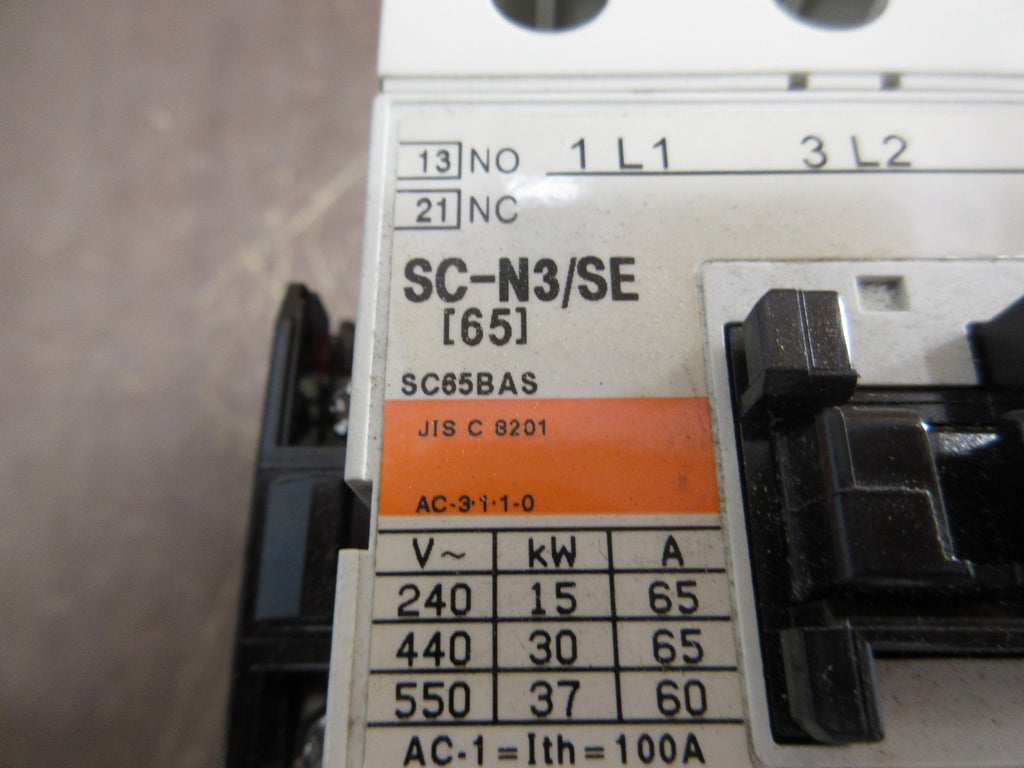 13 NO 1 L1 3 L2
21 NC
SC-N3/SE
[65]
SC65BAS
JIS C 8201
AC-3·1·1-0
V~ kW A
240 15 65
440 30 65
550 37 60
AC-1=Ith=100A